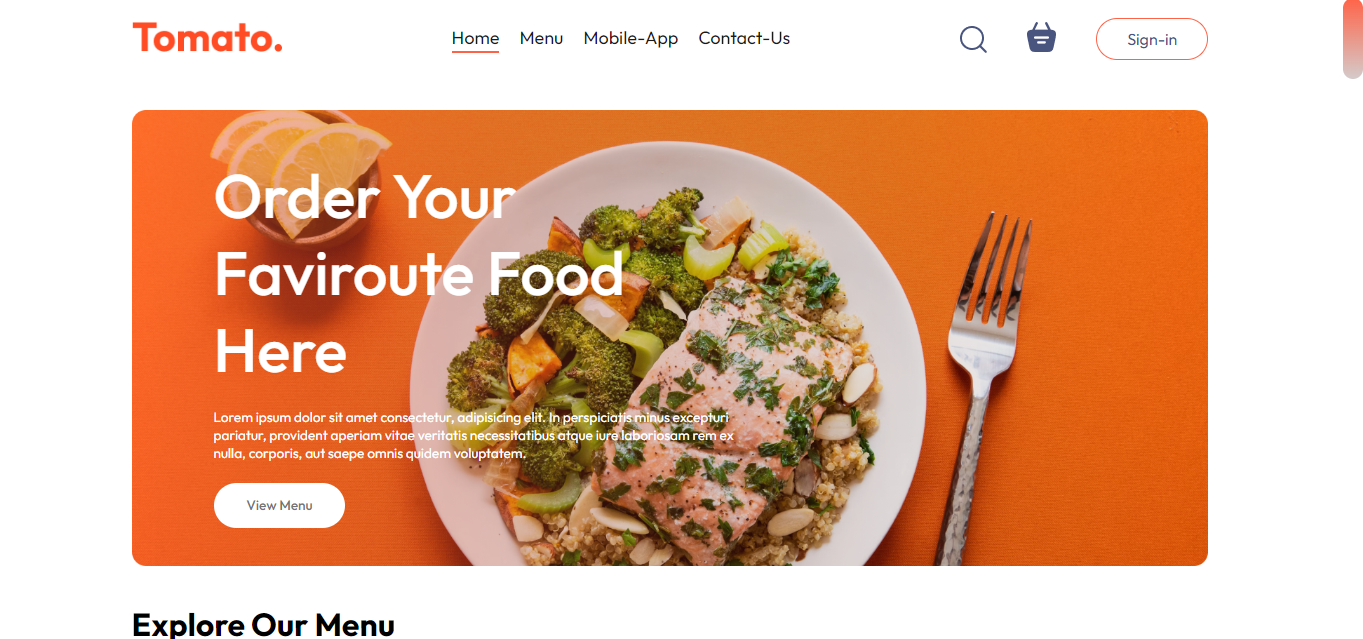 Tomato.
Home Menu Mobile-App Contact-Us
Sign-in
Order Your
Faviroute Food
Here
Lorem ipsum dolor sit amet consectetur, adipisicing elit. In perspiciatis minus excepturi
pariatur, provident aperiam vitae veritatis necessitatibus atque iure laboriosam rem ex
nulla, corporis, aut saepe omnis quidem voluptatem.
View Menu
Explore Our Menu